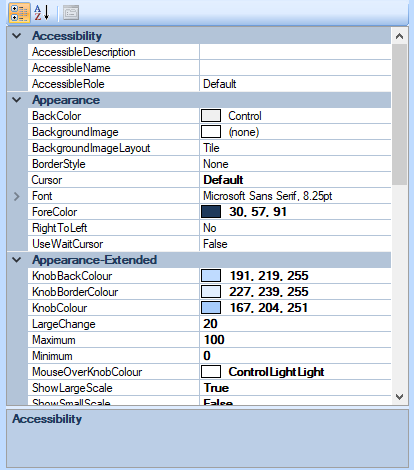 Accessibility
AccessibleDescription
AccessibleName
AccessibleRole Default
Appearance
BackColor Control
BackgroundImage (none)
BackgroundImageLayout Tile
BorderStyle None
Cursor Default
Font Microsoft Sans Serif, 8.25pt
ForeColor 30, 57, 91
RightToLeft No
UseWaitCursor False
Appearance-Extended
KnobBackColour 191, 219, 255
KnobBorderColour 227, 239, 255
KnobColour 167, 204, 251
LargeChange 20
Maximum 100
Minimum 0
MouseOverKnobColour ControlLightLight
ShowLargeScale True
ShowSmallScale False
Accessibility